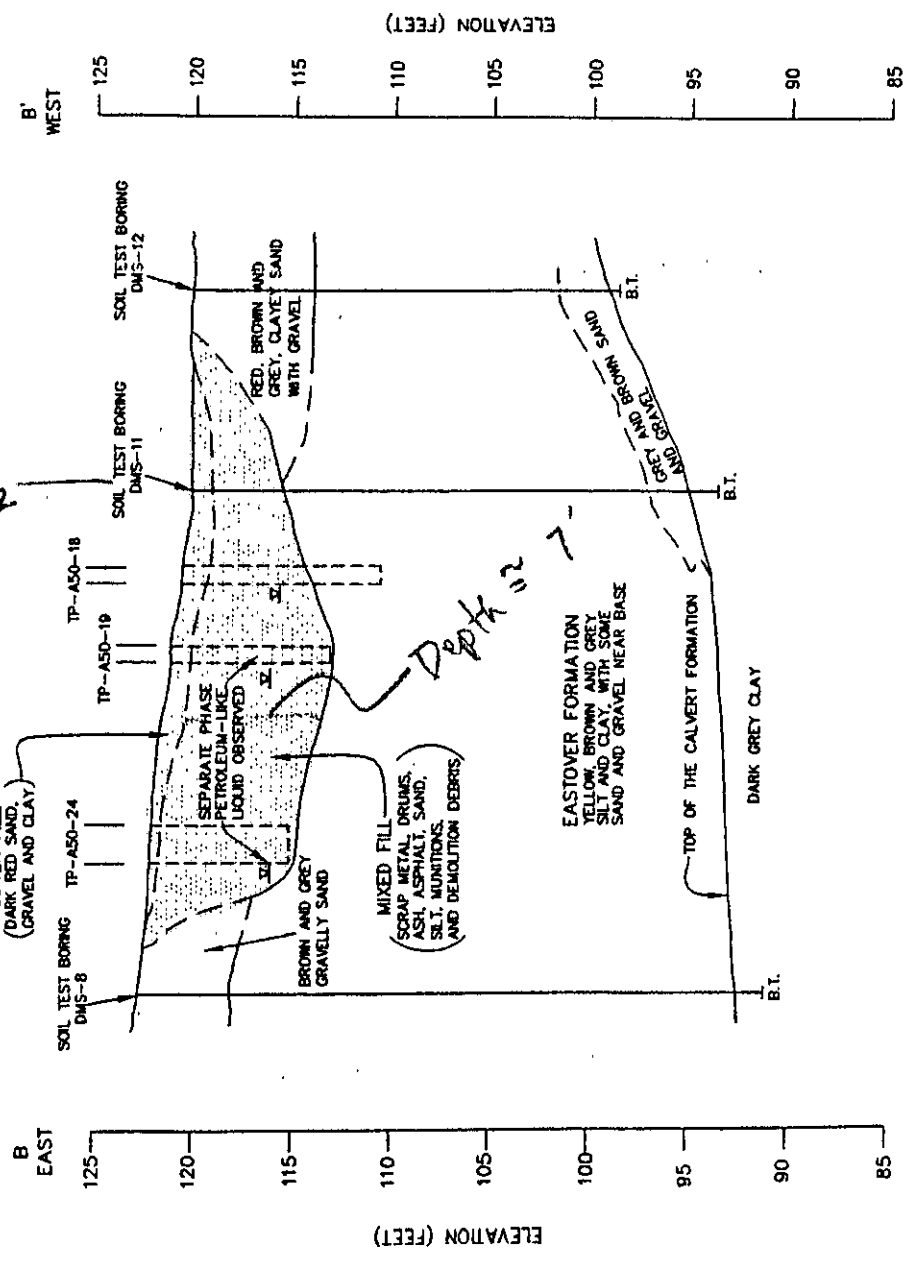 B
EAST
B'
WEST
ELEVATION (FEET)
125
120
115
110
105
100
95
90
85
SOIL TEST BORING
DMS-8
(DARK RED SAND,
GRAVEL AND CLAY)
TP-A50-24
TP-A50-19
TP-A50-18
SOIL TEST BORING
DMS-11
SOIL TEST BORING
DMS-12
SEPARATE PHASE
PETROLEUM-LIKE
LIQUID OBSERVED
BROWN AND GREY
GRAVELLY SAND
MIXED FILL
(SCRAP METAL, DRUMS,
ASH, ASPHALT, SAND,
SILT, MUNITIONS,
AND DEMOLITION DEBRIS)
RED, BROWN AND
GREY, CLAYEY SAND
WITH GRAVEL
Depth
EASTOVER FORMATION
YELLOW, BROWN AND GREY
SILT AND CLAY, WITH SOME
SAND AND GRAVEL NEAR BASE
GREY AND BROWN SAND
AND GRAVEL
TOP OF THE CALVERT FORMATION
DARK GREY CLAY
B.T.
B.T.
B.T.
125
120
115
110
105
100
95
90
85
ELEVATION (FEET)